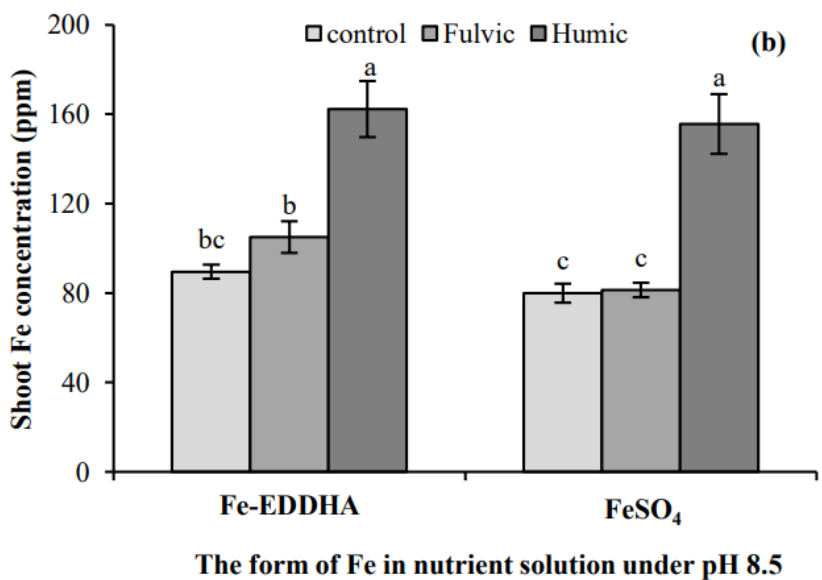 200
control Fulvic Humic
(b)
a
a
160
120
b
bc
c
c
80
40
0
Shoot Fe concentration (ppm)
Fe-EDDHA
FeSO₄
The form of Fe in nutrient solution under pH 8.5